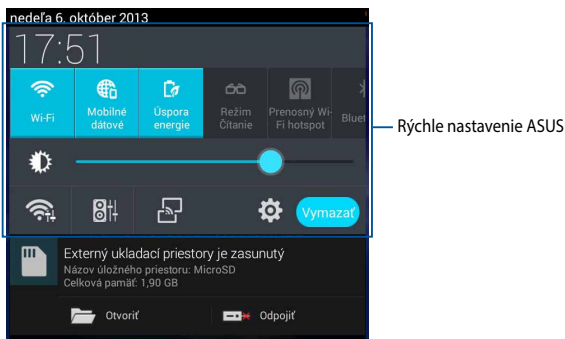 nedeľa 6. október 2013
17:51
Wi-Fi
Mobilné
dátové
Úspora
energie
Režim
Čítanie
Prenosný Wi-
Fi hotspot
Bluet
Rýchle nastavenie ASUS
Vymazať
Externý ukladací priestory je zasunutý
Názov úložného priestoru: MicroSD
Celková pamäť: 1,90 GB
Otvoriť
Odpojiť